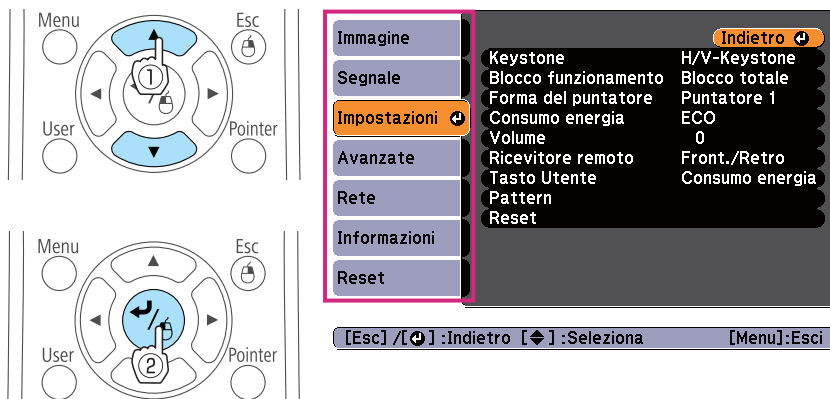 Menu Esc
1
User Pointer
Menu Esc
User Pointer
2
Immagine
Segnale
Impostazioni
Avanzate
Rete
Informazioni
Reset
Indietro
Keystone H/V-Keystone
Blocco funzionamento Blocco totale
Forma del puntatore Puntatore 1
Consumo energia ECO
Volume 0
Ricevitore remoto Front./Retro
Tasto Utente Consumo energia
Pattern
Reset
[Esc] /[ ] :Indietro [ ] :Seleziona [Menu]:Esci